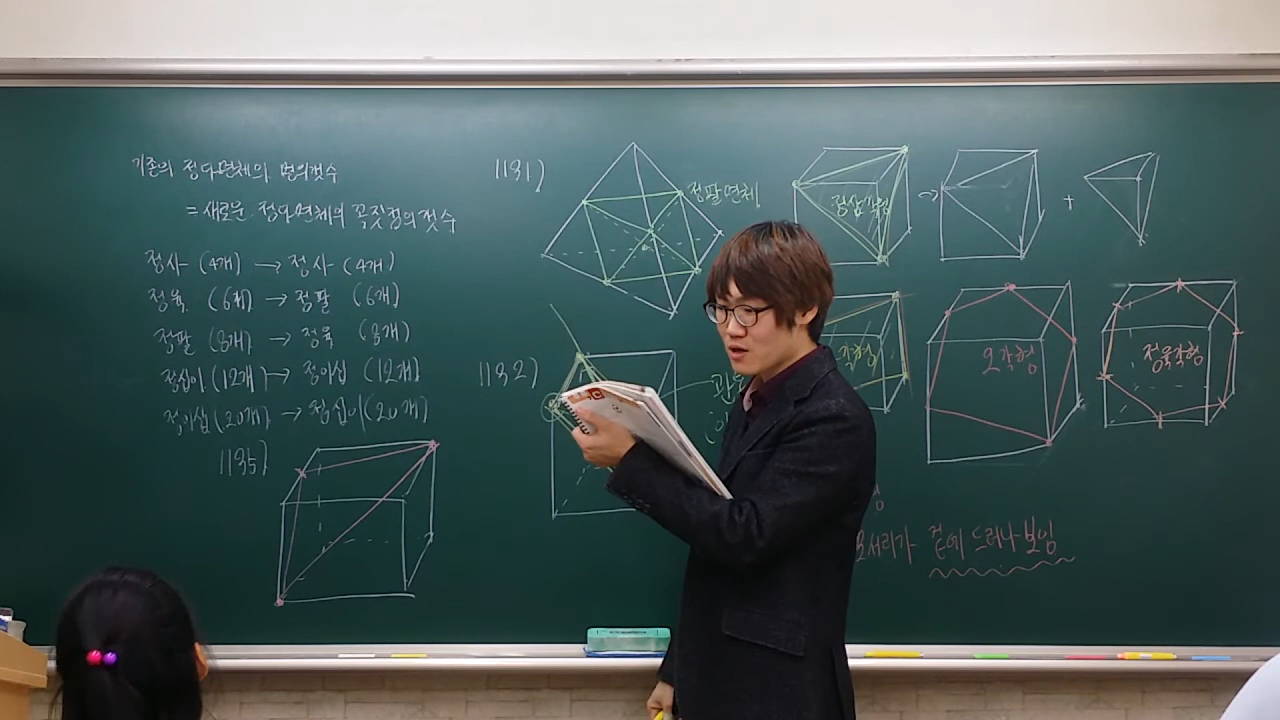 기존의 정다면체의 면의갯수
= 새로운 정다면체의 꼭짓점의갯수
정사 (4개) → 정사 (4개)
정육 (6개) → 정팔 (6개)
정팔 (8개) → 정육 (8개)
정십이 (12개) → 정이십 (12개)
정이십 (20개) → 정십이 (20개)
1135)
1131)
정팔면체
정삼각형
→
+
1132)
각형
오각형
정육각형
형
모서리가 겉에 드러나 보임